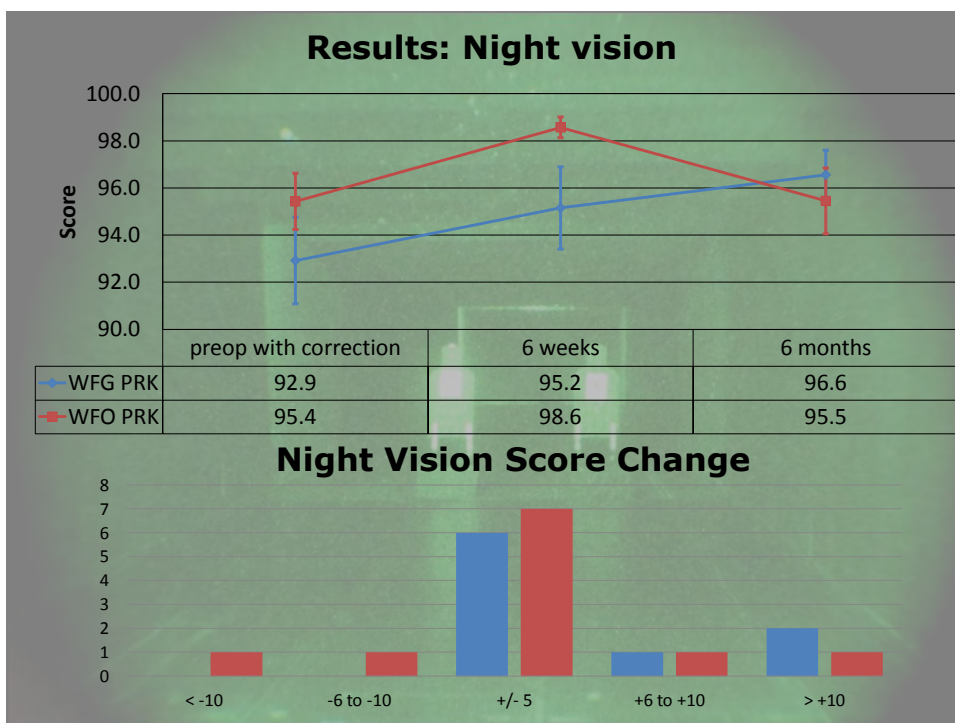 Results: Night vision
100.0
98.0
96.0
94.0
92.0
90.0
Score
preop with correction 6 weeks 6 months
WFG PRK 92.9 95.2 96.6
WFO PRK 95.4 98.6 95.5
Night Vision Score Change
8
7
6
5
4
3
2
1
0
< -10 -6 to -10 +/- 5 +6 to +10 > +10